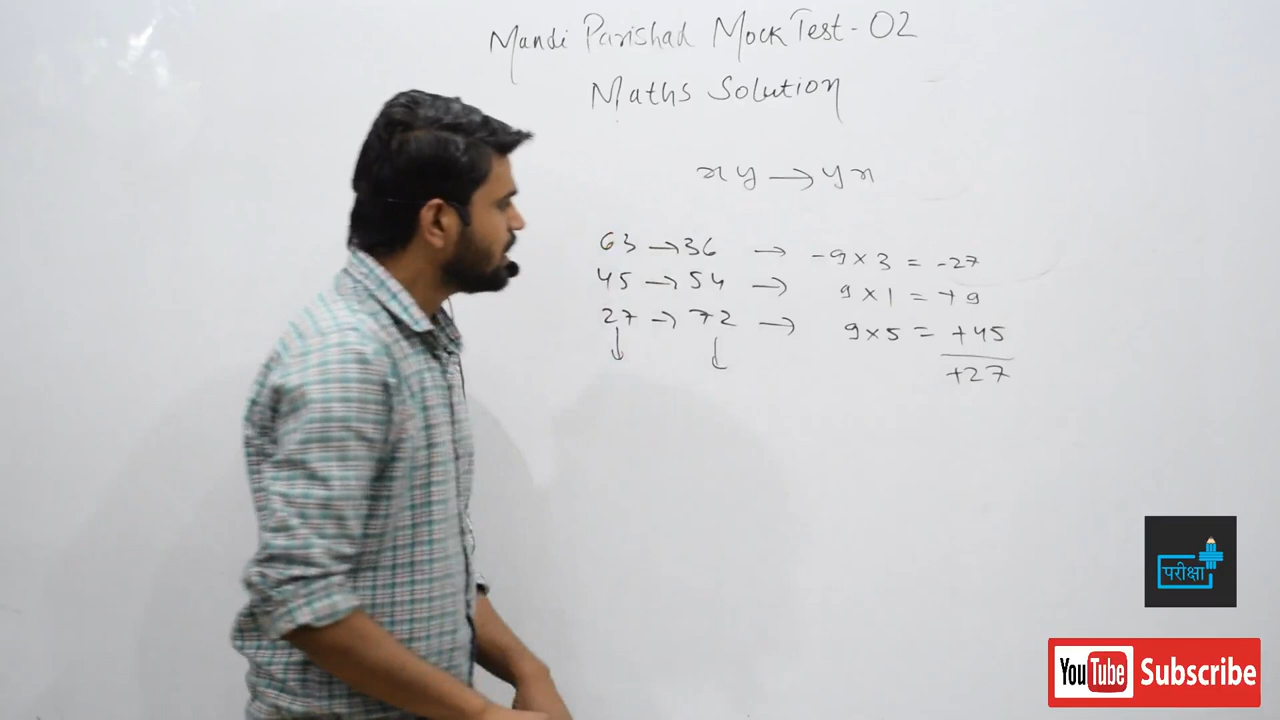 Mandi Parishad Mock Test - 02
Maths Solution
xy → yx
63 → 36 → -9 × 3 = -27
45 → 54 → 9 × 1 = +9
27 → 72 → 9 × 5 = +45
+27
परीक्षा
YouTube Subscribe